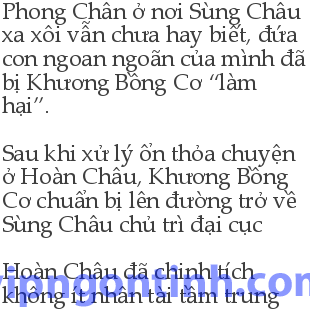 Phong Chân ở nơi Sùng Châu
xa xôi vẫn chưa hay biết, đứa
con ngoan ngoãn của mình đã
bị Khương Bồng Cơ “làm
hại”.
Sau khi xử lý ổn thỏa chuyện
ở Hoàn Châu, Khương Bồng
Cơ chuẩn bị lên đường trở về
Sùng Châu chủ trì đại cục
Hoàn Châu đã chinh tích
không ít nhân tài tầm trung